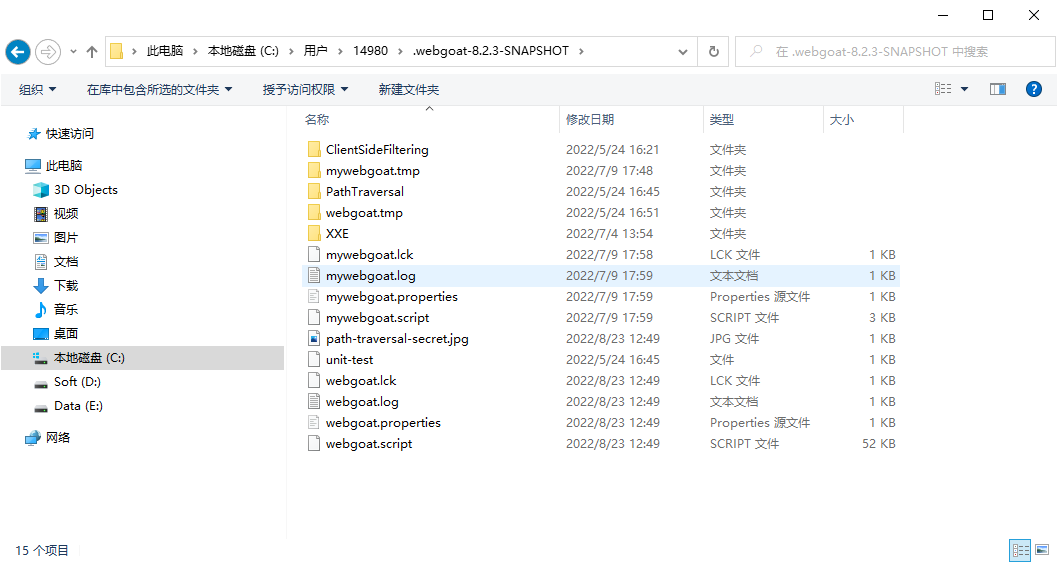 此电脑 › 本地磁盘 (C:) › 用户 › 14980 › .webgoat-8.2.3-SNAPSHOT ›
在 .webgoat-8.2.3-SNAPSHOT 中搜索
组织 在库中包含所选的文件夹 授予访问权限 新建文件夹
快速访问
此电脑
3D Objects
视频
图片
文档
下载
音乐
桌面
本地磁盘 (C:)
Soft (D:)
Data (E:)
网络
名称 修改日期 类型 大小
ClientSideFiltering 2022/5/24 16:21 文件夹
mywebgoat.tmp 2022/7/9 17:48 文件夹
PathTraversal 2022/5/24 16:45 文件夹
webgoat.tmp 2022/5/24 16:51 文件夹
XXE 2022/7/4 13:54 文件夹
mywebgoat.lck 2022/7/9 17:58 LCK 文件 1 KB
mywebgoat.log 2022/7/9 17:59 文本文档 1 KB
mywebgoat.properties 2022/7/9 17:59 Properties 源文件 1 KB
mywebgoat.script 2022/7/9 17:59 SCRIPT 文件 3 KB
path-traversal-secret.jpg 2022/8/23 12:49 JPG 文件 1 KB
unit-test 2022/5/24 16:45 文件 1 KB
webgoat.lck 2022/8/23 12:49 LCK 文件 1 KB
webgoat.log 2022/8/23 12:49 文本文档 1 KB
webgoat.properties 2022/8/23 12:49 Properties 源文件 1 KB
webgoat.script 2022/8/23 12:49 SCRIPT 文件 52 KB
15 个项目